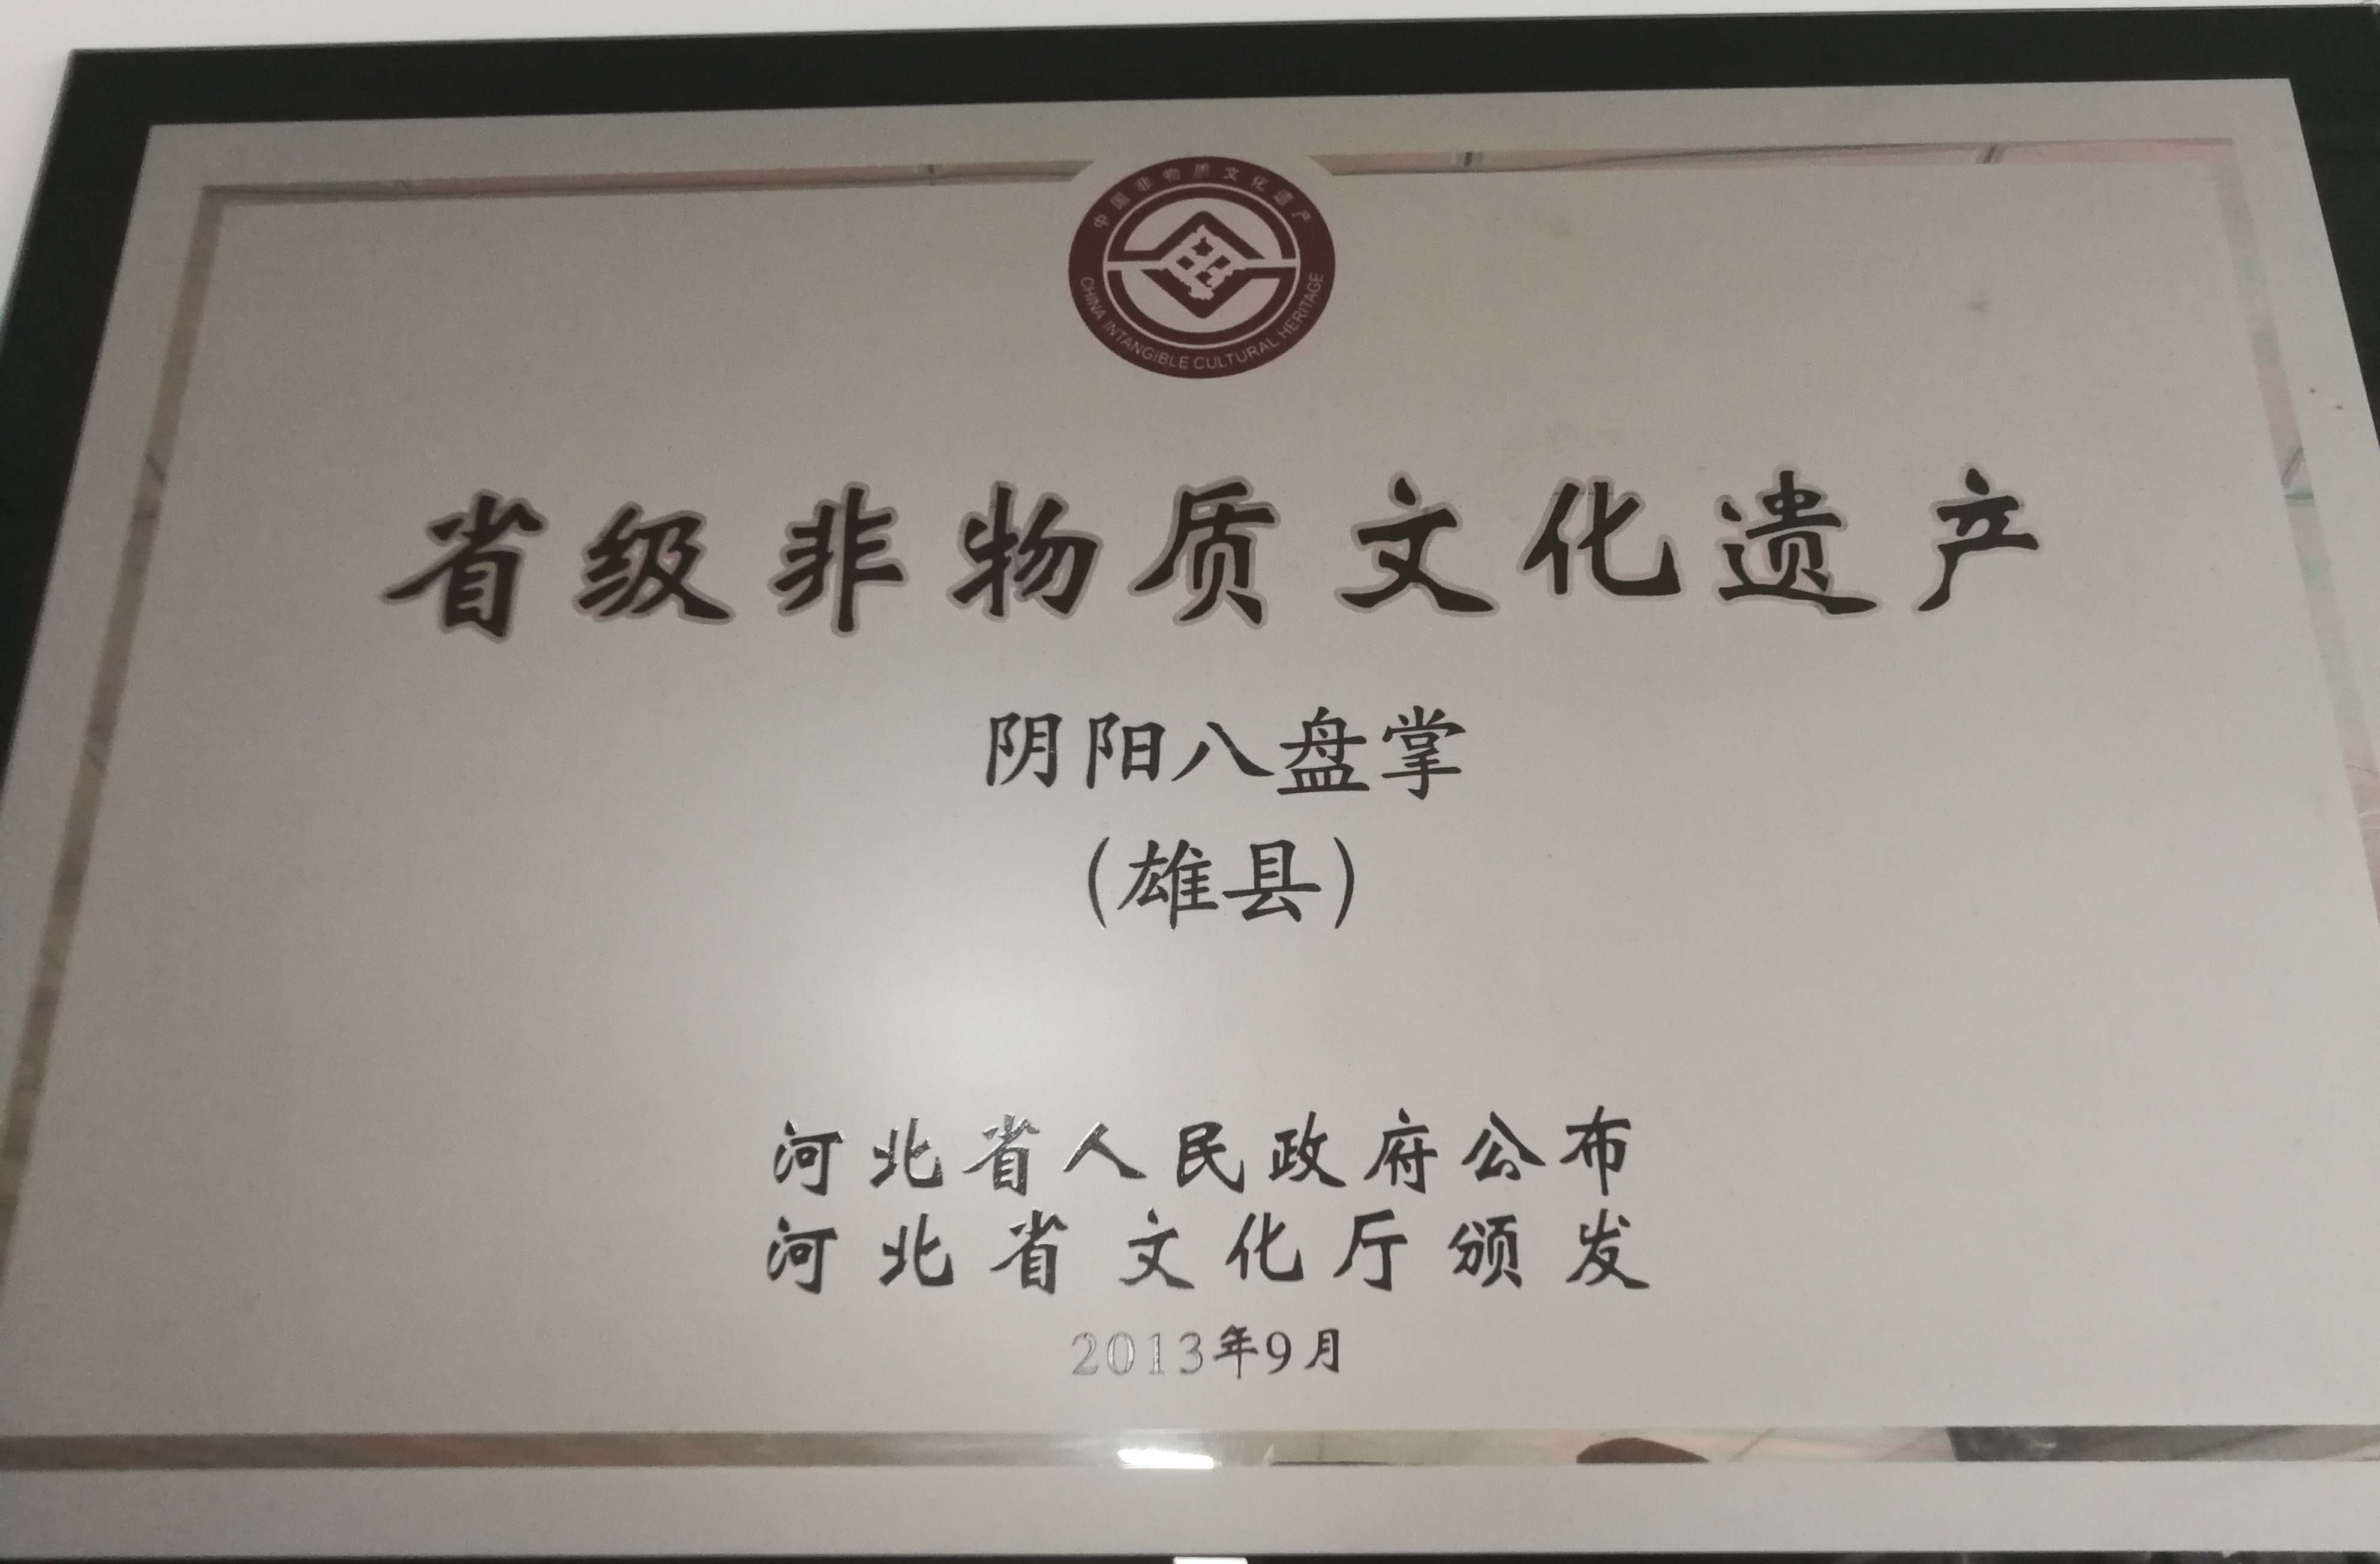 中国非物质文化遗产
CHINA INTANGIBLE CULTURAL HERITAGE
省级非物质文化遗产
阴阳八盘掌
(雄县)
河北省人民政府公布
河北省文化厅颁发
2013年9月